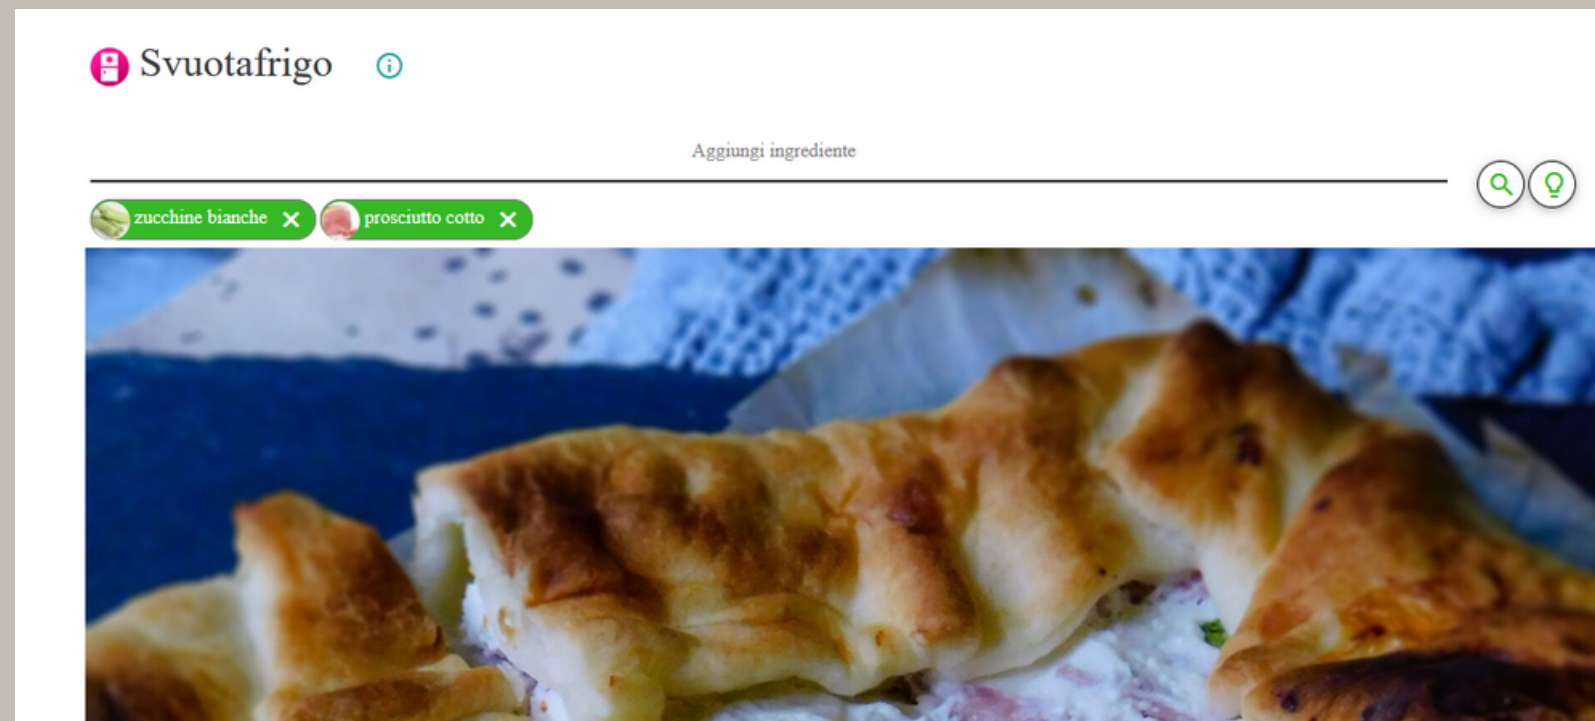 Svuotafrigo
Aggiungi ingrediente
zucchine bianche
prosciutto cotto